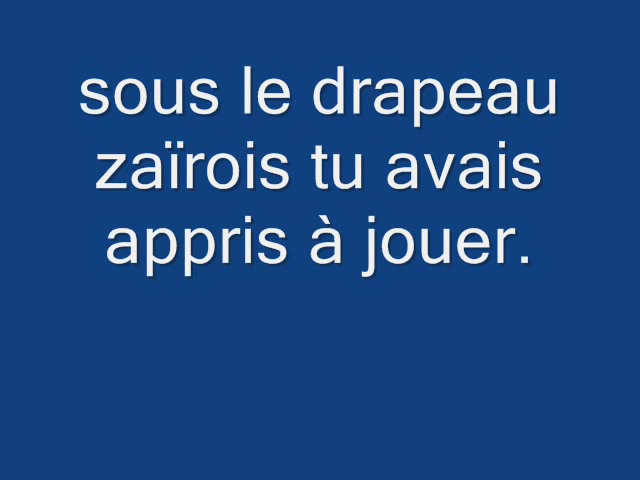 sous le drapeau
zaïrois tu avais
appris à jouer.